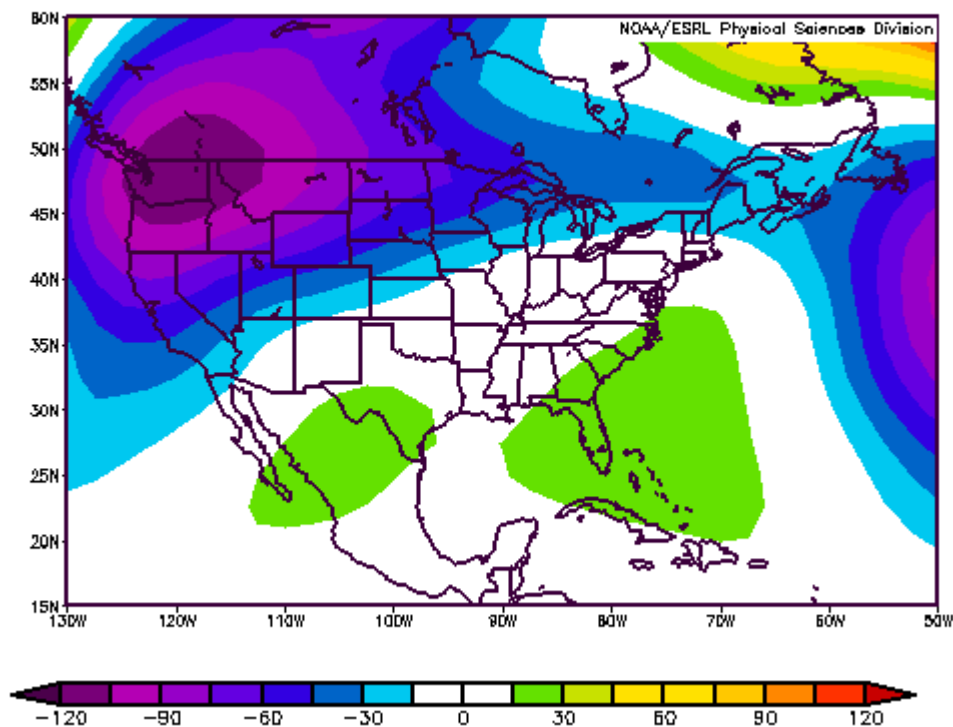 NOAA/ESRL Physical Sciences Division
60N
55N
50N
45N
40N
35N
30N
25N
20N
15N
130W 120W 110W 100W 90W 80W 70W 60W 50W
-120 -90 -60 -30 0 30 60 90 120